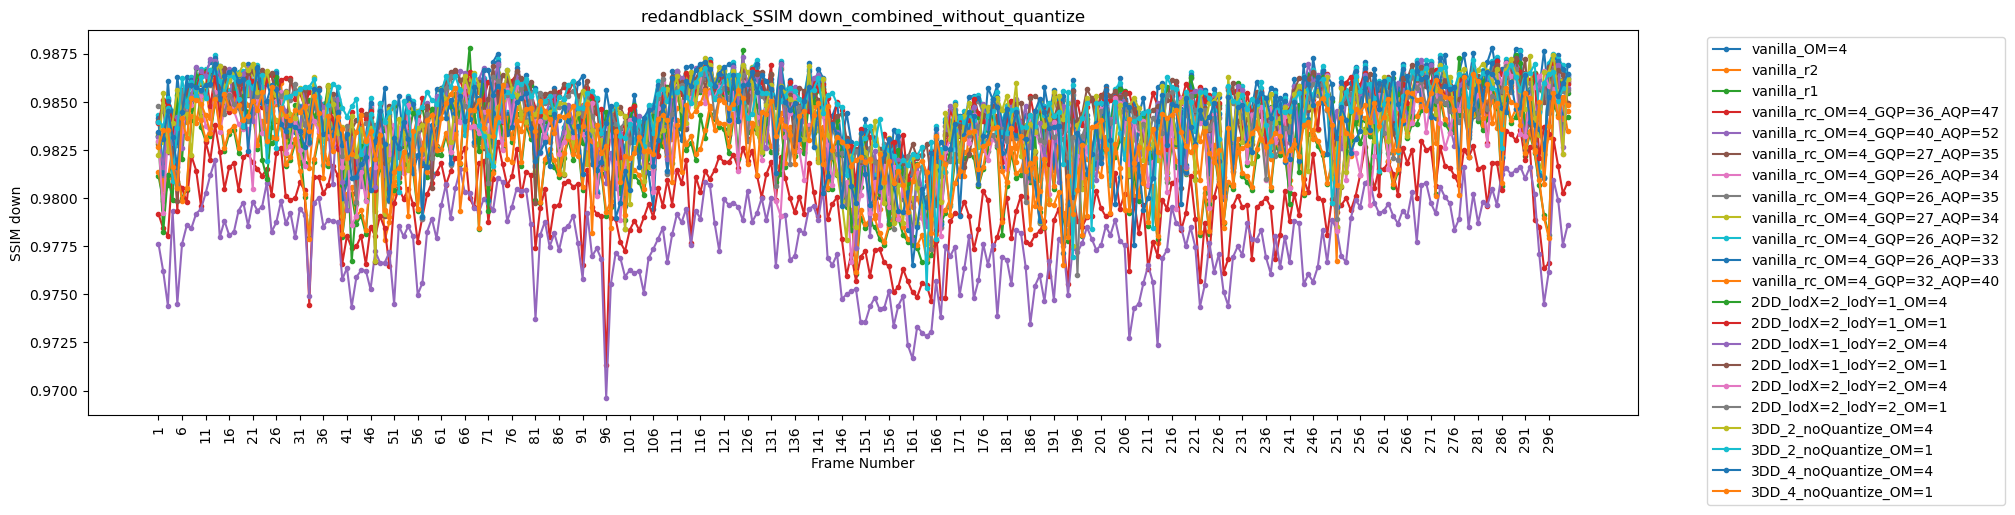 redandblack_SSIM down_combined_without_quantize
SSIM down
0.9875
0.9850
0.9825
0.9800
0.9775
0.9750
0.9725
0.9700
1 6 11 16 21 26 31 36 41 46 51 56 61 66 71 76 81 86 91 96 101 106 111 116 121 126 131 136 141 146 151 156 161 166 171 176 181 186 191 196 201 206 211 216 221 226 231 236 241 246 251 256 261 266 271 276 281 286 291 296
Frame Number
vanilla_OM=4
vanilla_r2
vanilla_r1
vanilla_rc_OM=4_GQP=36_AQP=47
vanilla_rc_OM=4_GQP=40_AQP=52
vanilla_rc_OM=4_GQP=27_AQP=35
vanilla_rc_OM=4_GQP=26_AQP=34
vanilla_rc_OM=4_GQP=26_AQP=35
vanilla_rc_OM=4_GQP=27_AQP=34
vanilla_rc_OM=4_GQP=26_AQP=32
vanilla_rc_OM=4_GQP=26_AQP=33
vanilla_rc_OM=4_GQP=32_AQP=40
2DD_lodX=2_lodY=1_OM=4
2DD_lodX=2_lodY=1_OM=1
2DD_lodX=1_lodY=2_OM=4
2DD_lodX=1_lodY=2_OM=1
2DD_lodX=2_lodY=2_OM=4
2DD_lodX=2_lodY=2_OM=1
3DD_2_noQuantize_OM=4
3DD_2_noQuantize_OM=1
3DD_4_noQuantize_OM=4
3DD_4_noQuantize_OM=1